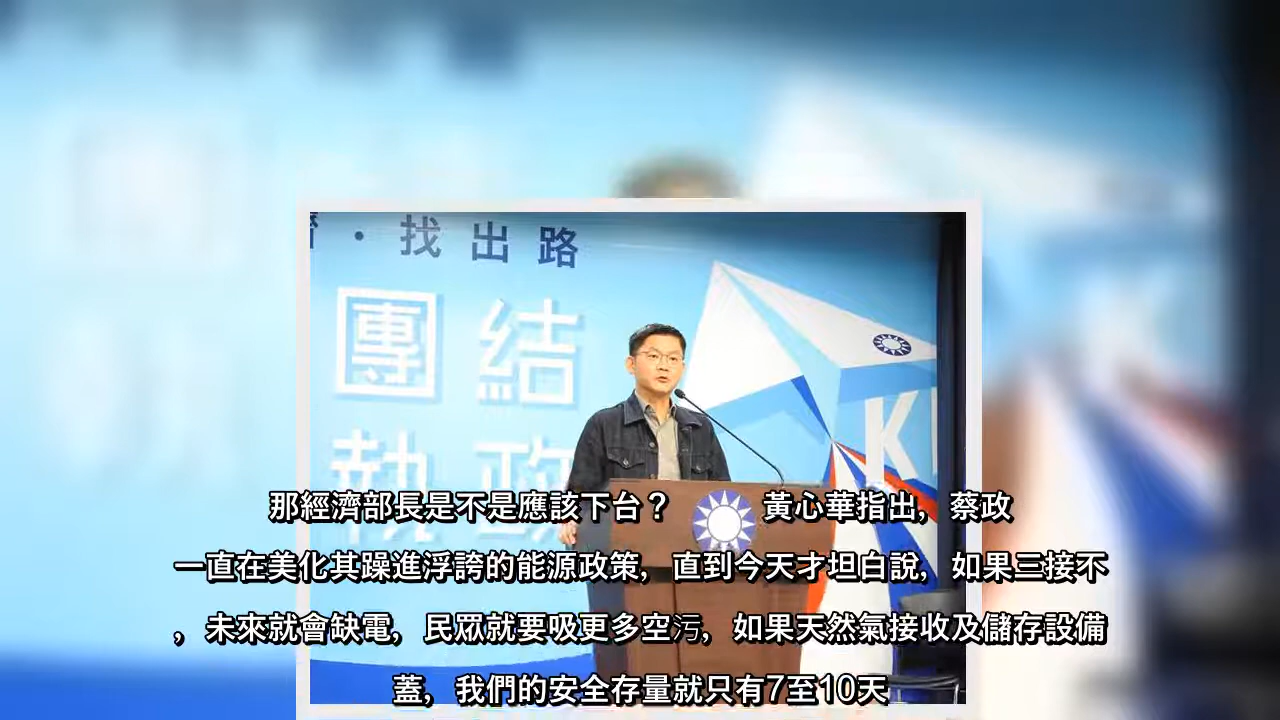 ·找出路
團結
執政
K
那經濟部長是不是應該下台？ 黃心華指出，蔡政
一直在美化其躁進浮誇的能源政策，直到今天才坦白說，如果三接不
，未來就會缺電，民眾就要吸更多空污，如果天然氣接收及儲存設備
蓋，我們的安全存量就只有7至10天